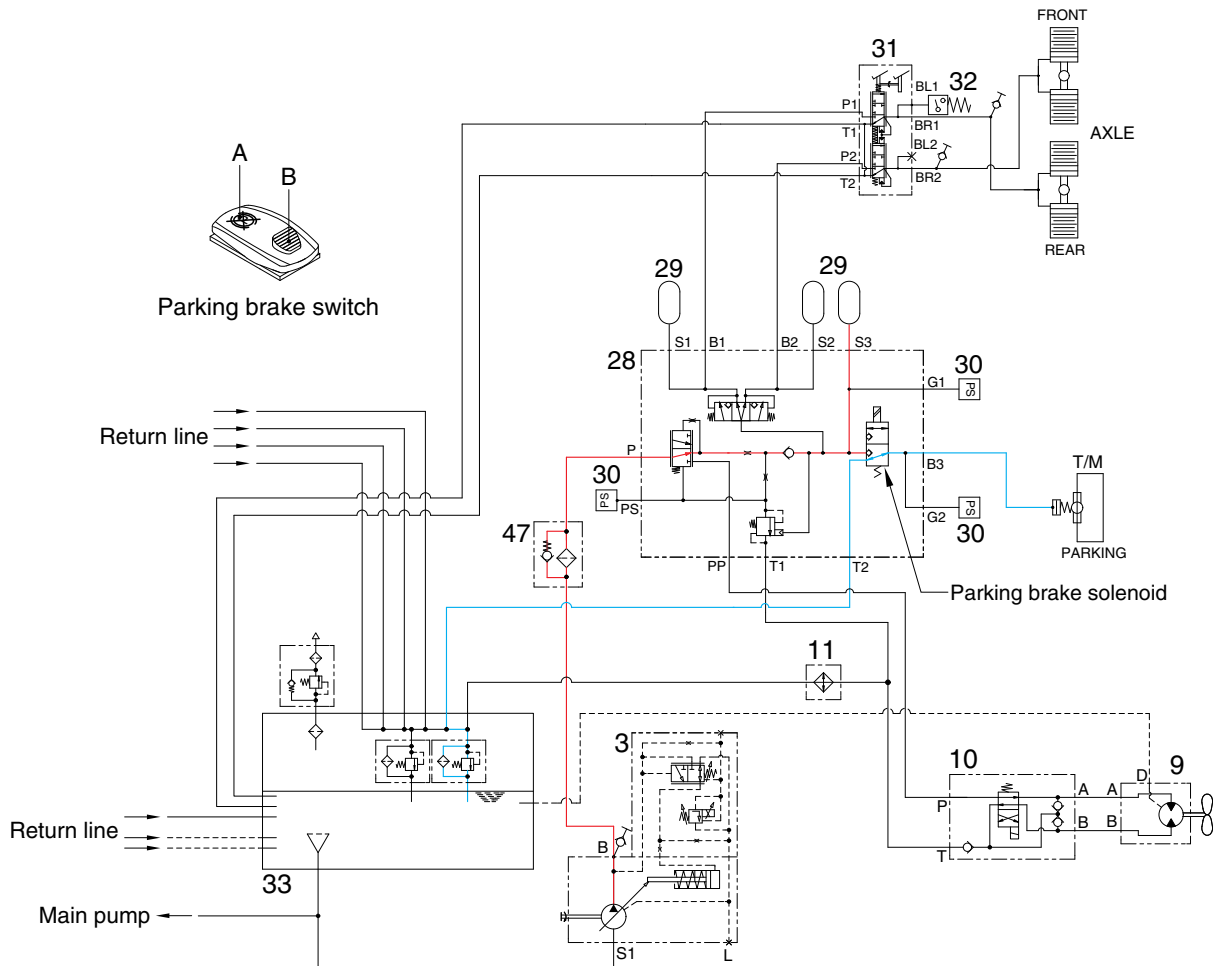 FRONT
31
BL1
32
P1
T1
BR1
BL2
P2
T2
BR2
AXLE
REAR
A
B
Parking brake switch
29
29
S1
B1
B2
S2
S3
28
G1
30
PS
Return line
P
B3
T/M
30
PS
PS
G2
PS
30
PARKING
47
PP
T1
T2
Parking brake solenoid
11
3
10
D
9
P
A
A
B
B
T
Return line
B
33
Main pump
S1
L